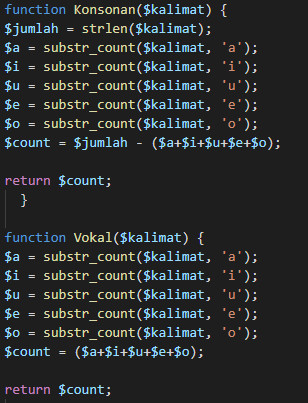 function Konsonan($kalimat) {
$jumlah = strlen($kalimat);
$a = substr_count($kalimat, 'a');
$i = substr_count($kalimat, 'i');
$u = substr_count($kalimat, 'u');
$e = substr_count($kalimat, 'e');
$o = substr_count($kalimat, 'o');
$count = $jumlah - ($a+$i+$u+$e+$o);

return $count;
}

function Vokal($kalimat) {
$a = substr_count($kalimat, 'a');
$i = substr_count($kalimat, 'i');
$u = substr_count($kalimat, 'u');
$e = substr_count($kalimat, 'e');
$o = substr_count($kalimat, 'o');
$count = ($a+$i+$u+$e+$o);

return $count;